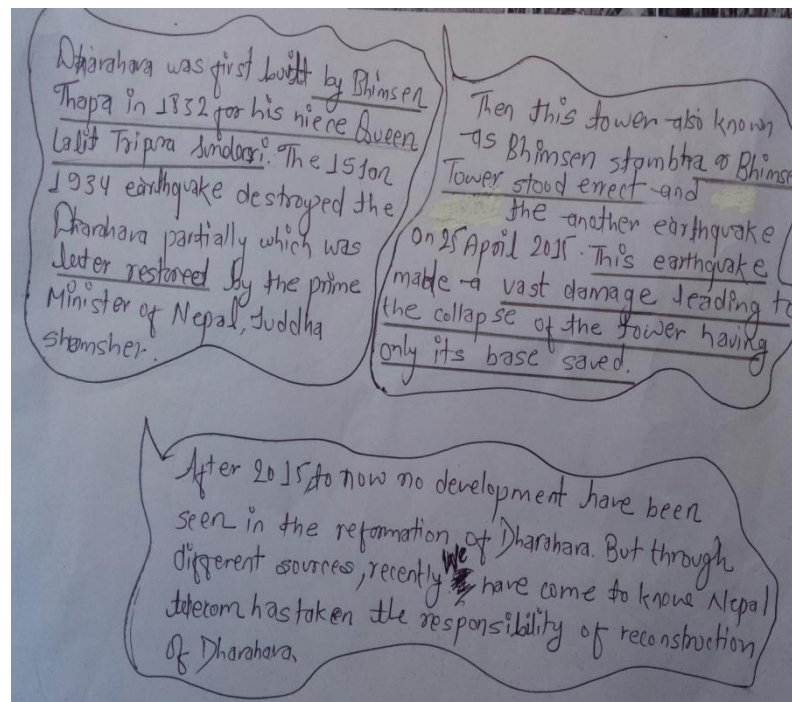 Dharahara was first built by Bhimsen
Thapa in 1832 for his niece Queen
Lalit Tripra Sundari. The 15 Jan
1934 earthquake destroyed the
Dharahara partially which was
later restored by the prime
Minister of Nepal, Juddha
shamsher.
Then this tower also known
as Bhimsen stambha or Bhimse
Tower stood errect and
the another earthquake
on 25 April 2015. This earthquake
made a vast damage leading to
the collapse of the tower having
only its base saved.
After 2015 to now no development have been
seen in the reformation of Dharahara. But through
different sources, recently we have come to know Nepal
telecom has taken the responsibility of reconstruction
of Dharahara.